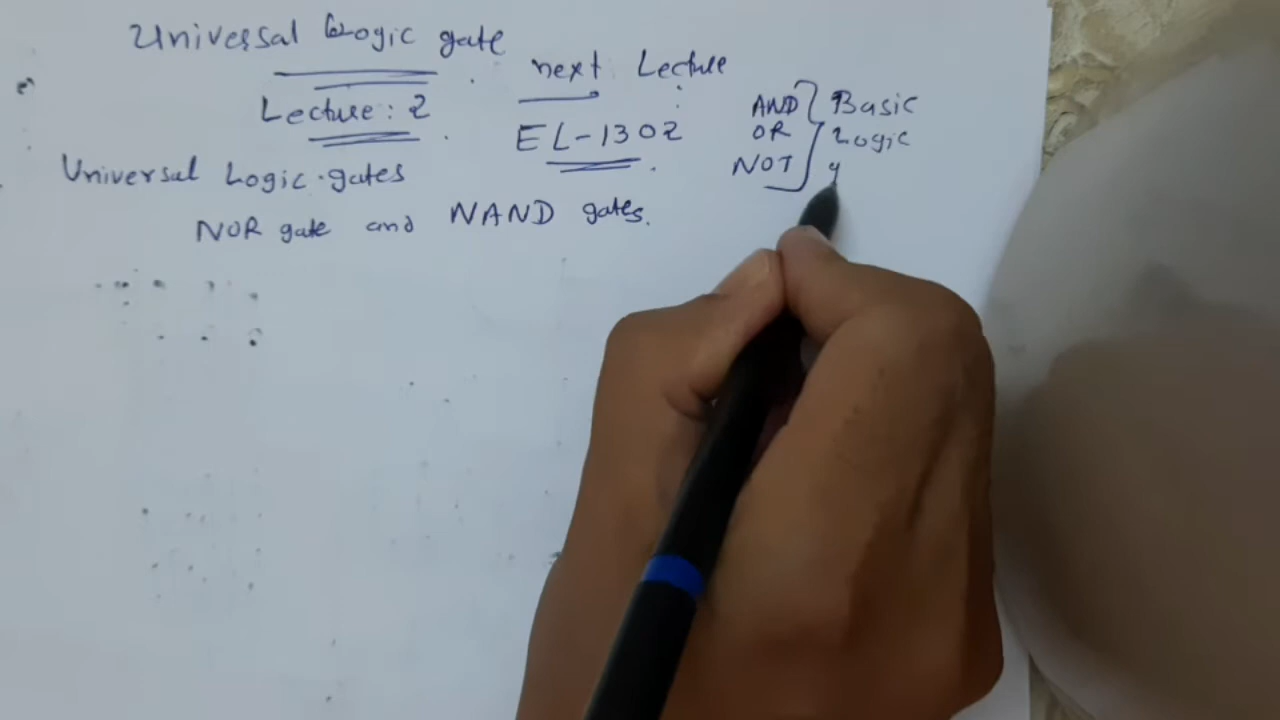 Universal Logic gate
next Lecture
Lecture: 2
EL-1302
AND
OR
NOT
Basic
Logic
g
Universal Logic gates
NOR gate and NAND gates.